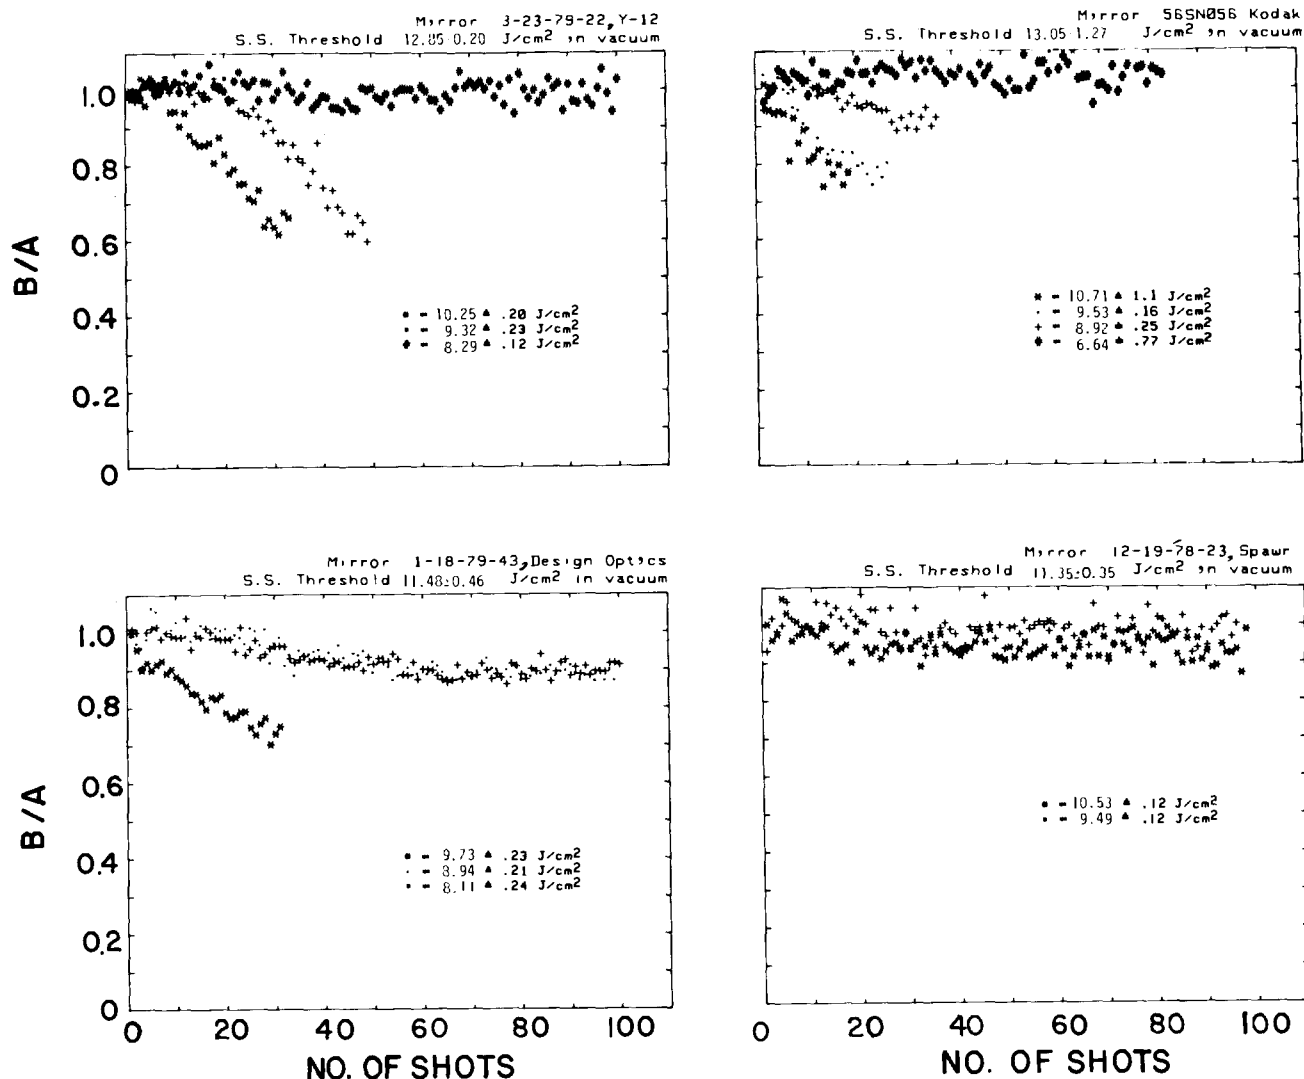 Mirror 3-23-79-22, Y-12
S.S. Threshold 12.85±0.20 J/cm2 in vacuum
1.0
0.8
0.6
0.4
0.2
0
B/A
10.25 ± .20 J/cm2
9.32 ± .23 J/cm2
8.29 ± .12 J/cm2
Mirror 56SN056 Kodak
S.S. Threshold 13.05 1.27 J/cm2 in vacuum
* = 10.71 ± 1.1 J/cm2
· = 9.53 ± .16 J/cm2
+ = 8.92 ± .25 J/cm2
= 6.64 ± .77 J/cm2
Mirror 1-18-79-43, Design Optics
S.S. Threshold 11.48±0.46 J/cm2 in vacuum
1.0
0.8
0.6
0.4
0.2
0
B/A
= 9.73 ± .23 J/cm2
= 8.94 ± .21 J/cm2
= 8.11 ± .24 J/cm2
0 20 40 60 80 100
NO. OF SHOTS
Mirror 12-19-78-23, Spawr
S.S. Threshold 11.35±0.35 J/cm2 in vacuum
= 10.53 ± .12 J/cm2
= 9.49 ± .12 J/cm2
0 20 40 60 80 100
NO. OF SHOTS